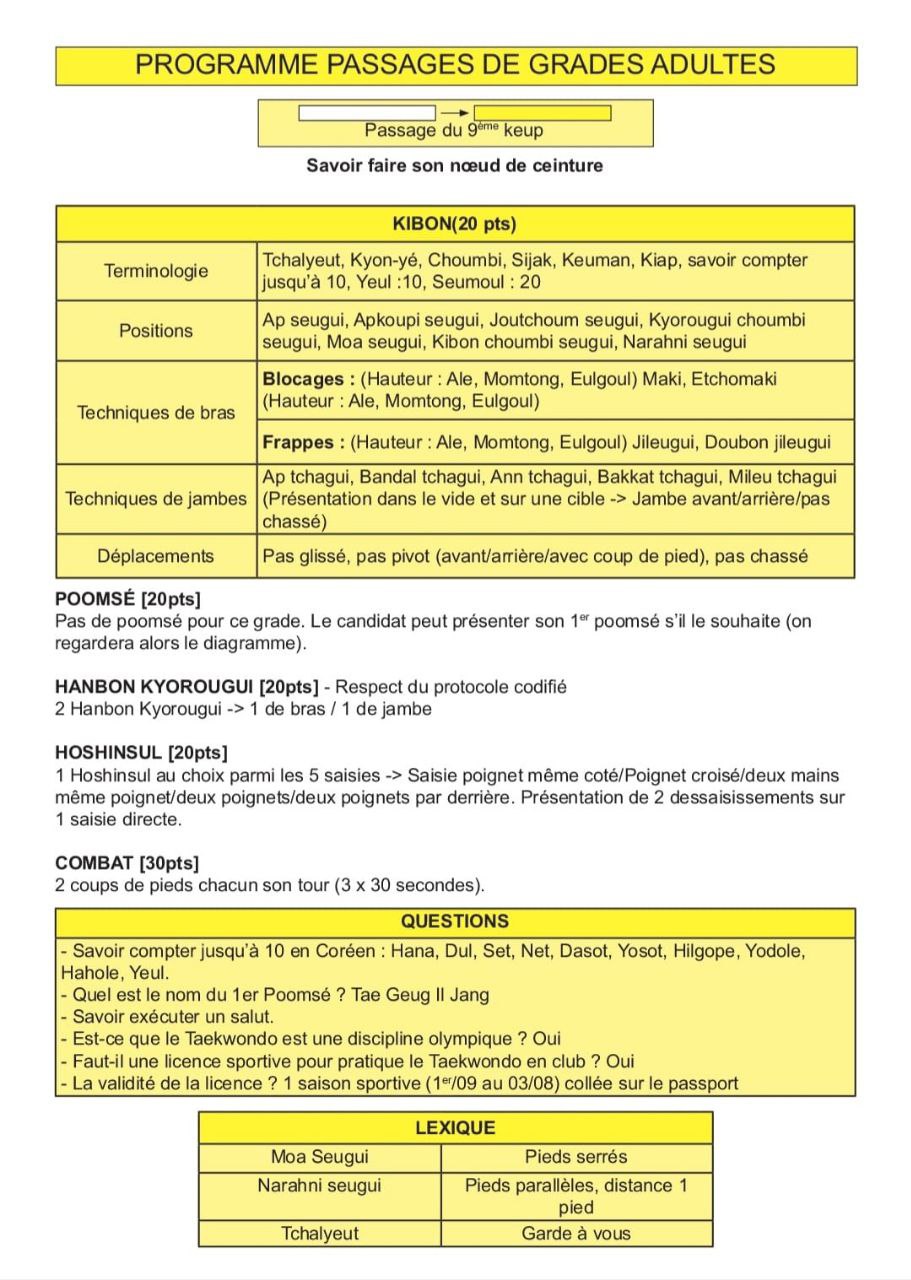 PROGRAMME PASSAGES DE GRADES ADULTES
Passage du 9ème keup
Savoir faire son nœud de ceinture
KIBON(20 pts)
Terminologie
Tchalyeut, Kyon-yé, Choumbi, Sijak, Keuman, Kiap, savoir compter
jusqu'à 10, Yeul :10, Seumoul : 20
Positions
Ap seugui, Apkoupi seugui, Joutchoum seugui, Kyorougui choumbi
seugui, Moa seugui, Kibon choumbi seugui, Narahni seugui
Techniques de bras
Blocages : (Hauteur : Ale, Momtong, Eulgoul) Maki, Etchomaki
(Hauteur : Ale, Momtong, Eulgoul)
Frappes : (Hauteur : Ale, Momtong, Eulgoul) Jileugui, Doubon jileugui
Techniques de jambes
Ap tchagui, Bandal tchagui, Ann tchagui, Bakkat tchagui, Mileu tchagui
(Présentation dans le vide et sur une cible -> Jambe avant/arrière/pas
chassé)
Déplacements
Pas glissé, pas pivot (avant/arrière/avec coup de pied), pas chassé
POOMSÉ [20pts]
Pas de poomsé pour ce grade. Le candidat peut présenter son 1er poomsé s'il le souhaite (on
regardera alors le diagramme).
HANBON KYOROUGUI [20pts] - Respect du protocole codifié
2 Hanbon Kyorougui -> 1 de bras / 1 de jambe
HOSHINSUL [20pts]
1 Hoshinsul au choix parmi les 5 saisies -> Saisie poignet même coté/Poignet croisé/deux mains
même poignet/deux poignets/deux poignets par derrière. Présentation de 2 dessaisissements sur
1 saisie directe.
COMBAT [30pts]
2 coups de pieds chacun son tour (3 x 30 secondes).
QUESTIONS
- Savoir compter jusqu'à 10 en Coréen : Hana, Dul, Set, Net, Dasot, Yosot, Hilgope, Yodole,
Hahole, Yeul.
- Quel est le nom du 1er Poomsé ? Tae Geug Il Jang
- Savoir exécuter un salut.
- Est-ce que le Taekwondo est une discipline olympique ? Oui
- Faut-il une licence sportive pour pratique le Taekwondo en club ? Oui
- La validité de la licence ? 1 saison sportive (1er/09 au 03/08) collée sur le passport
LEXIQUE
Moa Seugui
Pieds serrés
Narahni seugui
Pieds parallèles, distance 1
pied
Tchalyeut
Garde à vous